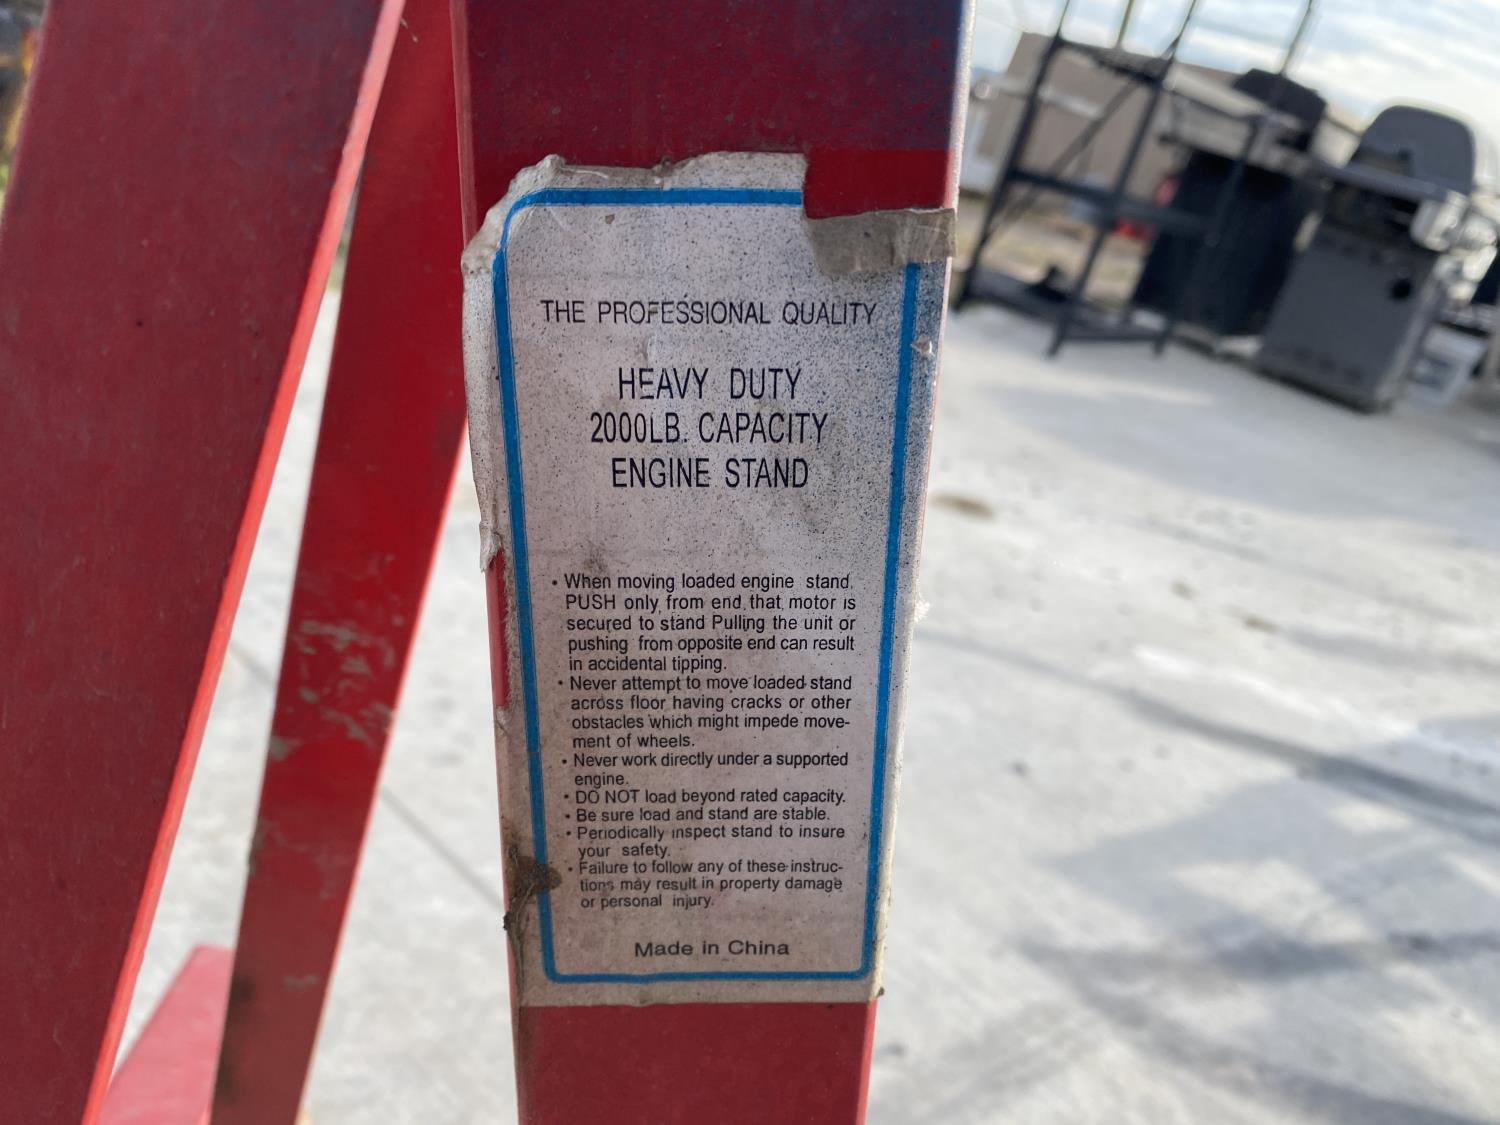 THE PROFESSIONAL QUALITY
HEAVY DUTY
2000LB. CAPACITY
ENGINE STAND
• When moving loaded engine stand,
PUSH only from end that motor is
secured to stand Pulling the unit or
pushing from opposite end can result
in accidental tipping.
• Never attempt to move loaded stand
across floor having cracks or other
obstacles which might impede move-
ment of wheels.
• Never work directly under a supported
engine.
• DO NOT load beyond rated capacity.
• Be sure load and stand are stable.
• Periodically inspect stand to insure
your safety.
• Failure to follow any of these instruc-
tions may result in property damage
or personal injury.
Made in China